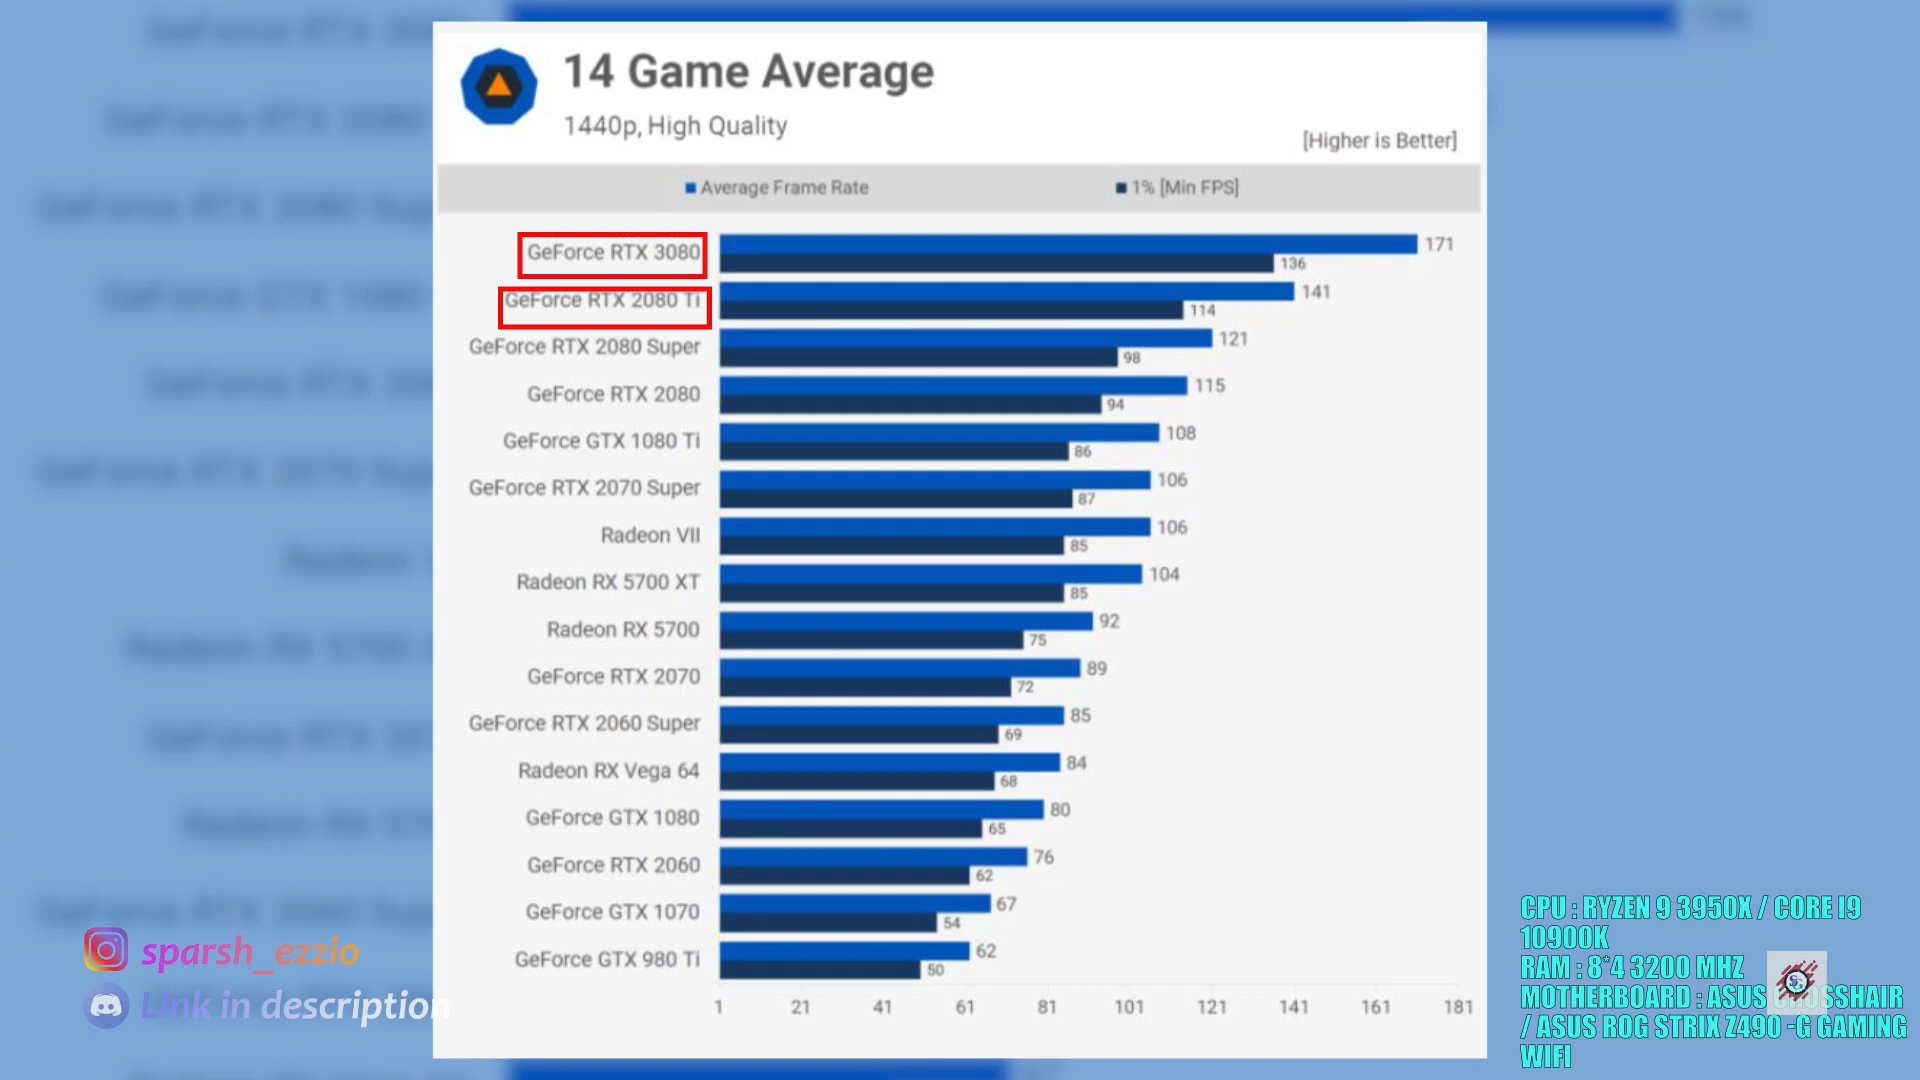 14 Game Average
1440p, High Quality
[Higher is Better]
Average Frame Rate
1% [Min FPS]
GeForce RTX 3080
171
136
GeForce RTX 2080 Ti
141
114
GeForce RTX 2080 Super
121
98
GeForce RTX 2080
115
94
GeForce GTX 1080 Ti
108
86
GeForce RTX 2070 Super
106
87
Radeon VII
106
85
Radeon RX 5700 XT
104
85
Radeon RX 5700
92
75
GeForce RTX 2070
89
72
GeForce RTX 2060 Super
85
69
Radeon RX Vega 64
84
68
GeForce GTX 1080
80
65
GeForce RTX 2060
76
62
GeForce GTX 1070
67
54
GeForce GTX 980 Ti
62
50
1 21 41 61 81 101 121 141 161 181
sparsh_ezzio
Link in description
CPU : RYZEN 9 3950X / CORE I9
10900K
RAM : 8*4 3200 MHZ
MOTHERBOARD : ASUS CROSSHAIR
/ ASUS ROG STRIX Z490 -G GAMING
WIFI